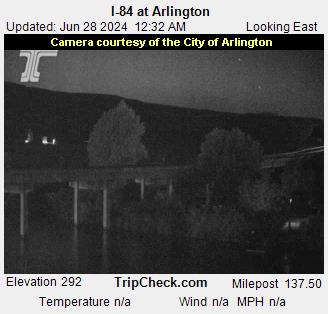 I-84 at Arlington
Updated: Jun 28 2024 12:32 AM Looking East
Camera courtesy of the City of Arlington
Elevation 292 TripCheck.com Milepost 137.50
Temperature n/a Wind n/a MPH n/a